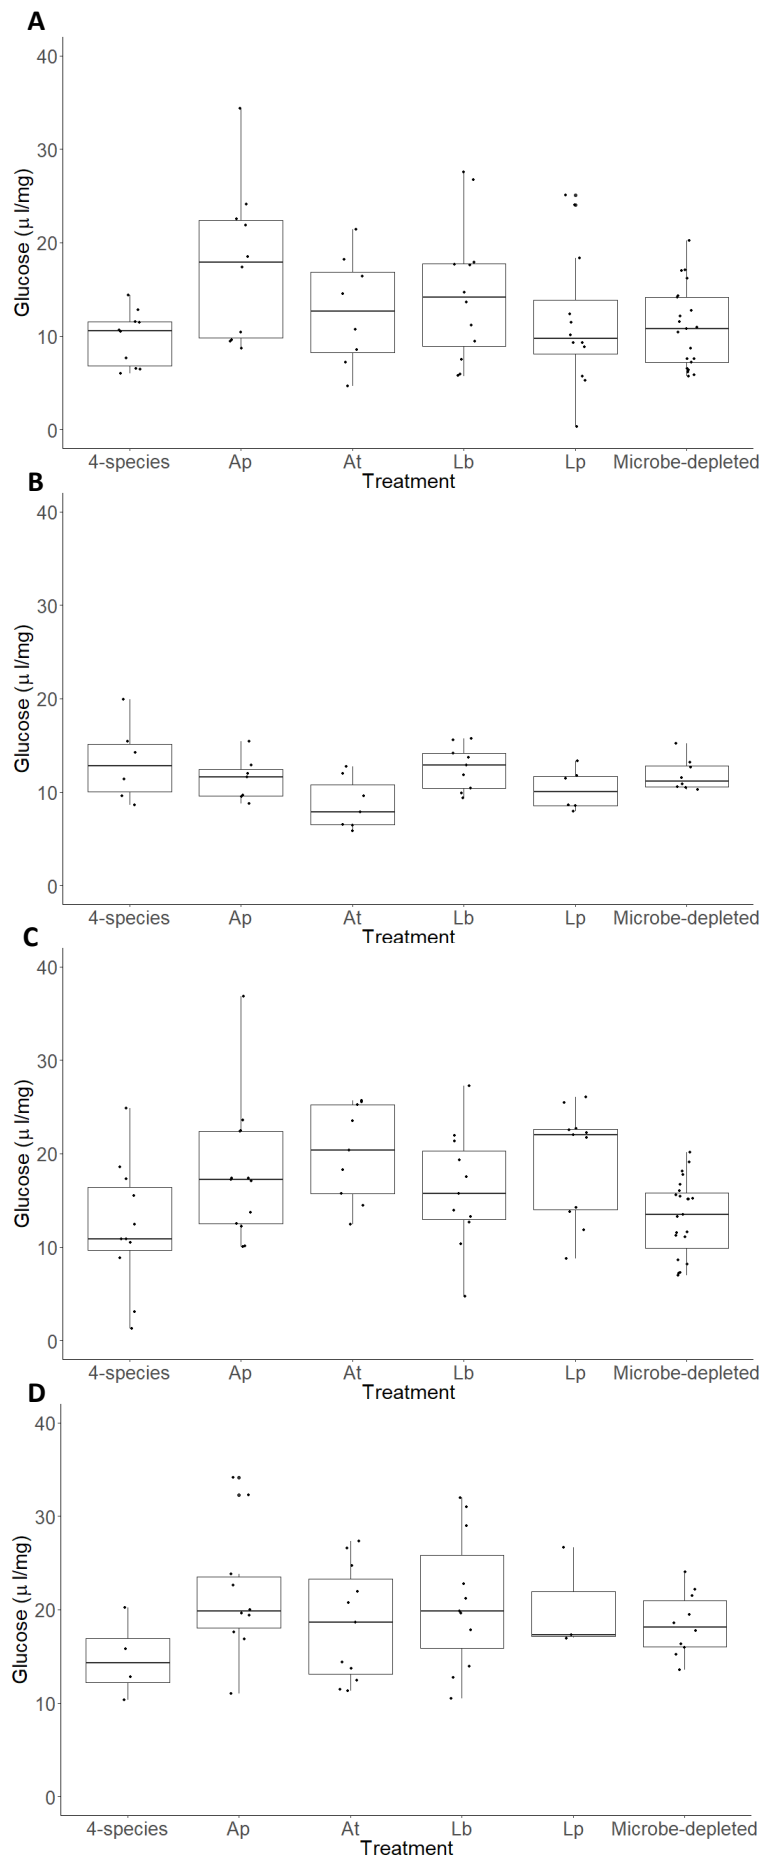 A
Glucose (μ l/mg)
40
30
20
10
0
4-species Ap At Lb Lp Microbe-depleted
Treatment
B
Glucose (μ l/mg)
40
30
20
10
0
4-species Ap At Lb Lp Microbe-depleted
Treatment
C
Glucose (μ l/mg)
40
30
20
10
0
4-species Ap At Lb Lp Microbe-depleted
Treatment
D
Glucose (μ l/mg)
40
30
20
10
0
4-species Ap At Lb Lp Microbe-depleted
Treatment